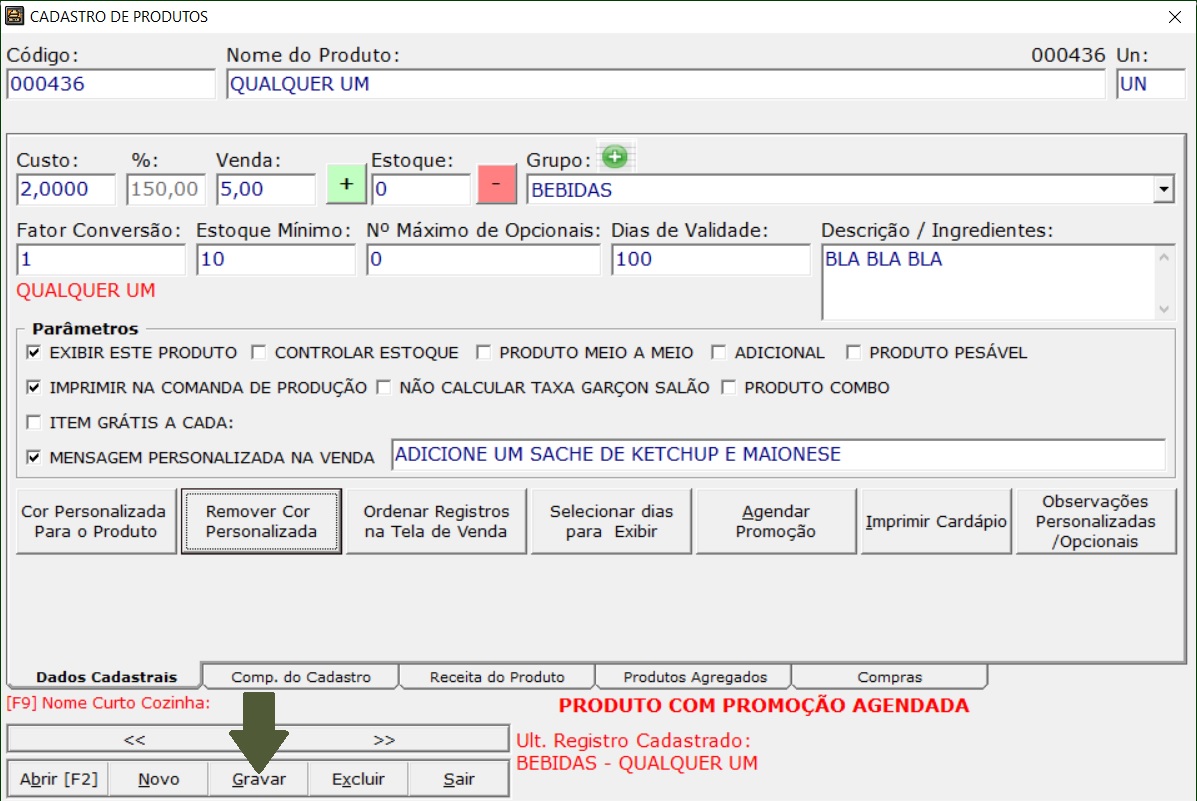 CADASTRO DE PRODUTOS
Código: Nome do Produto: 000436 Un:
000436 QUALQUER UM UN
Custo: %: Venda: Estoque: Grupo:
2,0000 150,00 5,00 + 0 - BEBIDAS
Fator Conversão: Estoque Mínimo: Nº Máximo de Opcionais: Dias de Validade: Descrição / Ingredientes:
1 10 0 100 BLA BLA BLA
QUALQUER UM
Parâmetros
EXIBIR ESTE PRODUTO CONTROLAR ESTOQUE PRODUTO MEIO A MEIO ADICIONAL PRODUTO PESÁVEL
IMPRIMIR NA COMANDA DE PRODUÇÃO NÃO CALCULAR TAXA GARÇON SALÃO PRODUTO COMBO
ITEM GRÁTIS A CADA:
MENSAGEM PERSONALIZADA NA VENDA ADICIONE UM SACHE DE KETCHUP E MAIONESE
Cor Personalizada
Para o Produto
Remover Cor
Personalizada
Ordenar Registros
na Tela de Venda
Selecionar dias
para Exibir
Agendar
Promoção
Imprimir Cardápio
Observações
Personalizadas
/Opcionais
Dados Cadastrais Comp. do Cadastro Receita do Produto Produtos Agregados Compras
[F9] Nome Curto Cozinha: PRODUTO COM PROMOÇÃO AGENDADA
<< >>
Ult. Registro Cadastrado:
BEBIDAS - QUALQUER UM
Abrir [F2] Novo Gravar Excluir Sair